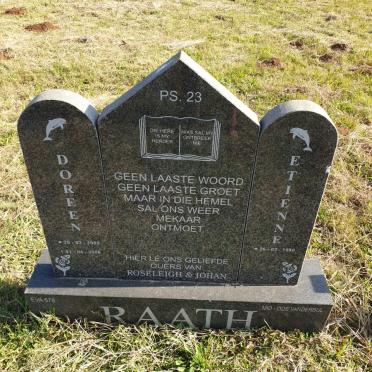 PS. 23
DIE HERE
IS MY
HERDER
NIKS SAL MY
ONTBREEK
NIE
DOREEN
ETIENNE
GEEN LAASTE WOORD
GEEN LAASTE GROET
MAAR IN DIE HEMEL
SAL ONS WEER
MEKAAR
ONTMOET
HIER LÊ ONS GELIEFDE
OUERS VAN
ROSELEIGH & JOHAN
RAATH